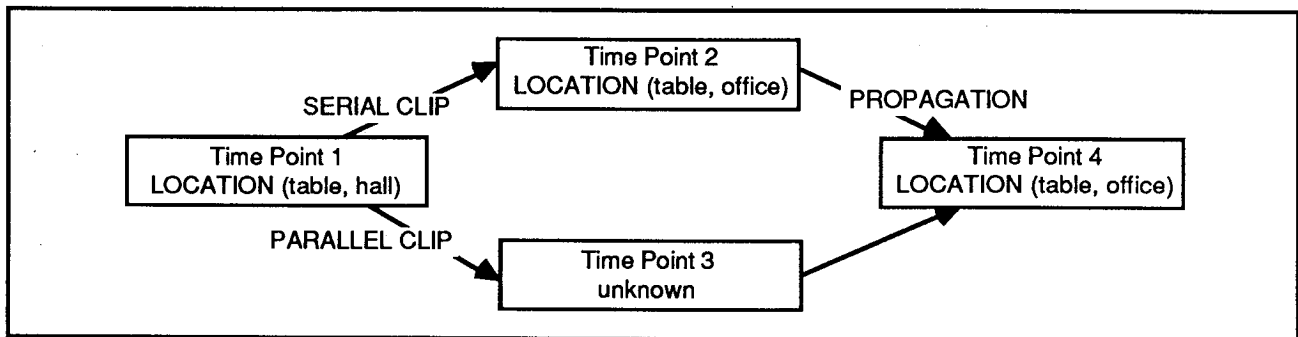 Time Point 2
LOCATION (table, office)
SERIAL CLIP
PROPAGATION
Time Point 1
LOCATION (table, hall)
Time Point 4
LOCATION (table, office)
PARALLEL CLIP
Time Point 3
unknown